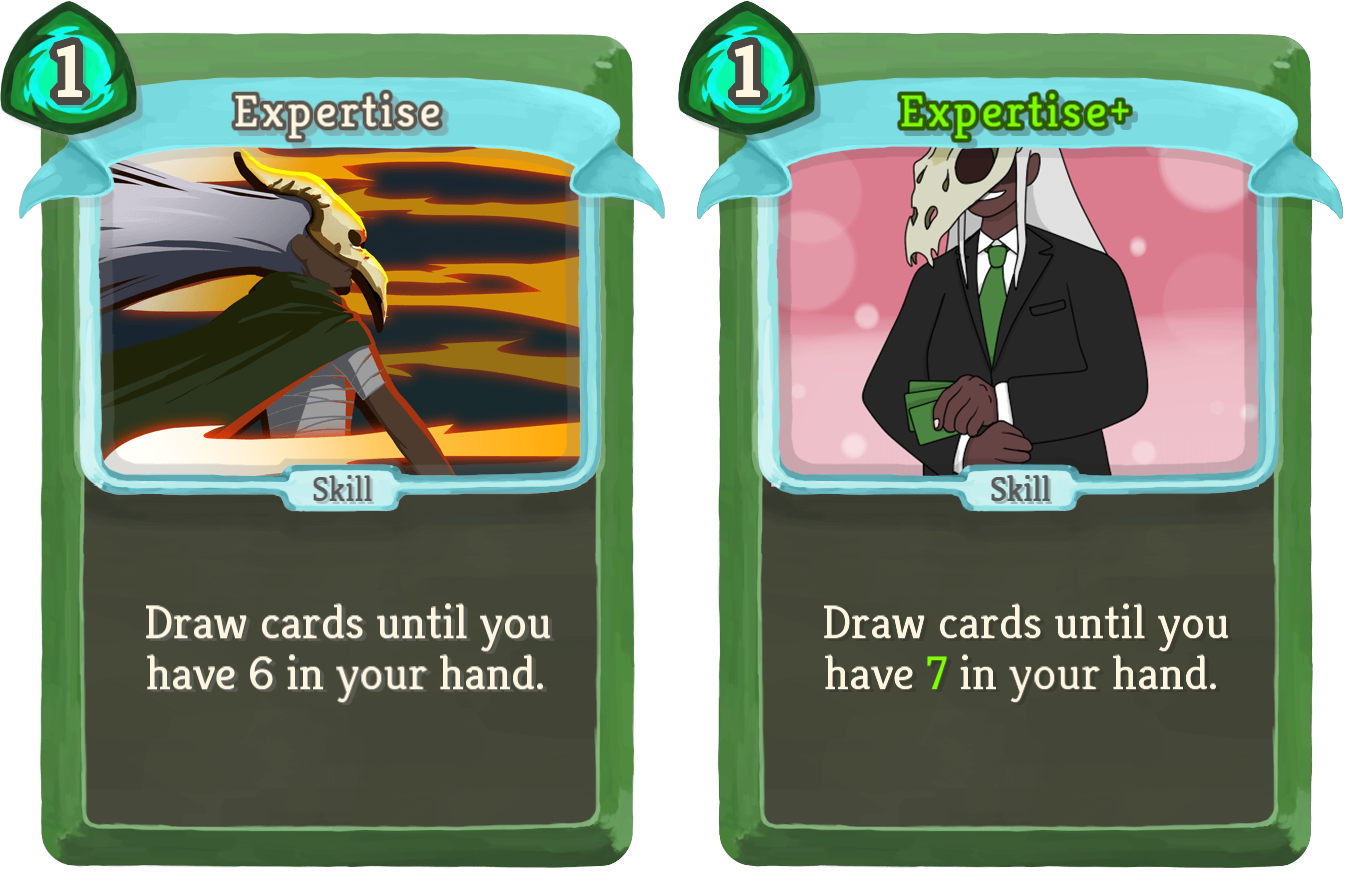 1
Expertise
Skill
Draw cards until you
have 6 in your hand.
1
Expertise+
Skill
Draw cards until you
have 7 in your hand.